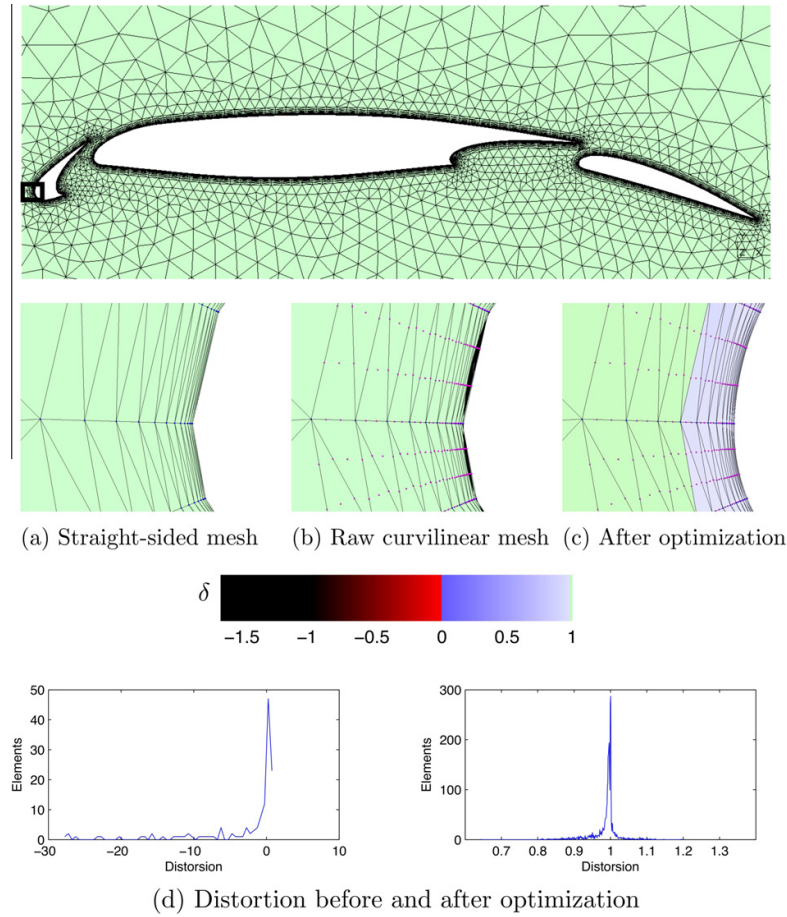 (a) Straight-sided mesh
(b) Raw curvilinear mesh
(c) After optimization
δ
−1.5 −1 −0.5 0 0.5 1
50
40
30
20
10
0
Elements
−30 −20 −10 0 10
Distorsion
300
200
100
0
Elements
0.7 0.8 0.9 1 1.1 1.2 1.3
Distorsion
(d) Distortion before and after optimization